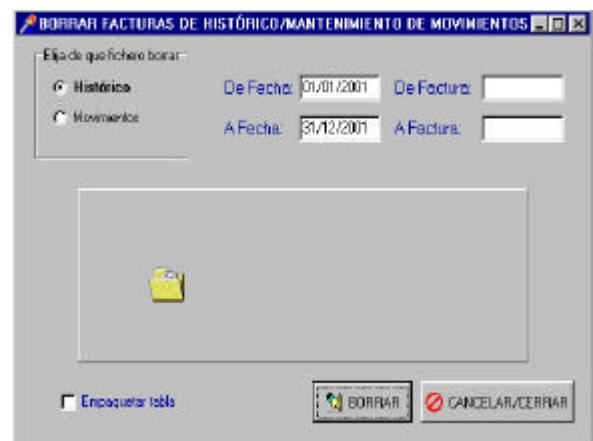 BORRAR FACTURAS DE HISTÓRICO/MANTENIMIENTO DE MOVIMIENTOS
Elija de que fichero borrar
Histórico
De Fecha: 01/01/2001 De Factura:
Movimientos
A Fecha: 31/12/2001 A Factura:
Empaquetar tabla
BORRAR
CANCELAR/CERRAR